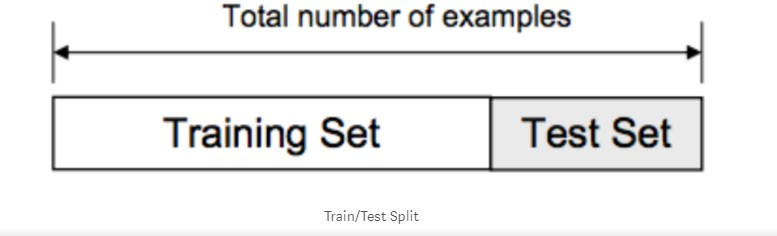 Total number of examples
Training Set Test Set
Train/Test Split